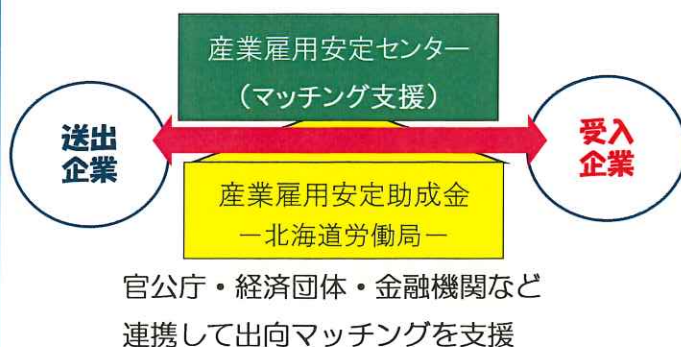 産業雇用安定センター
(マッチング支援)
送出
企業
受入
企業
産業雇用安定助成金
―北海道労働局―
官公庁・経済団体・金融機関など
連携して出向マッチングを支援